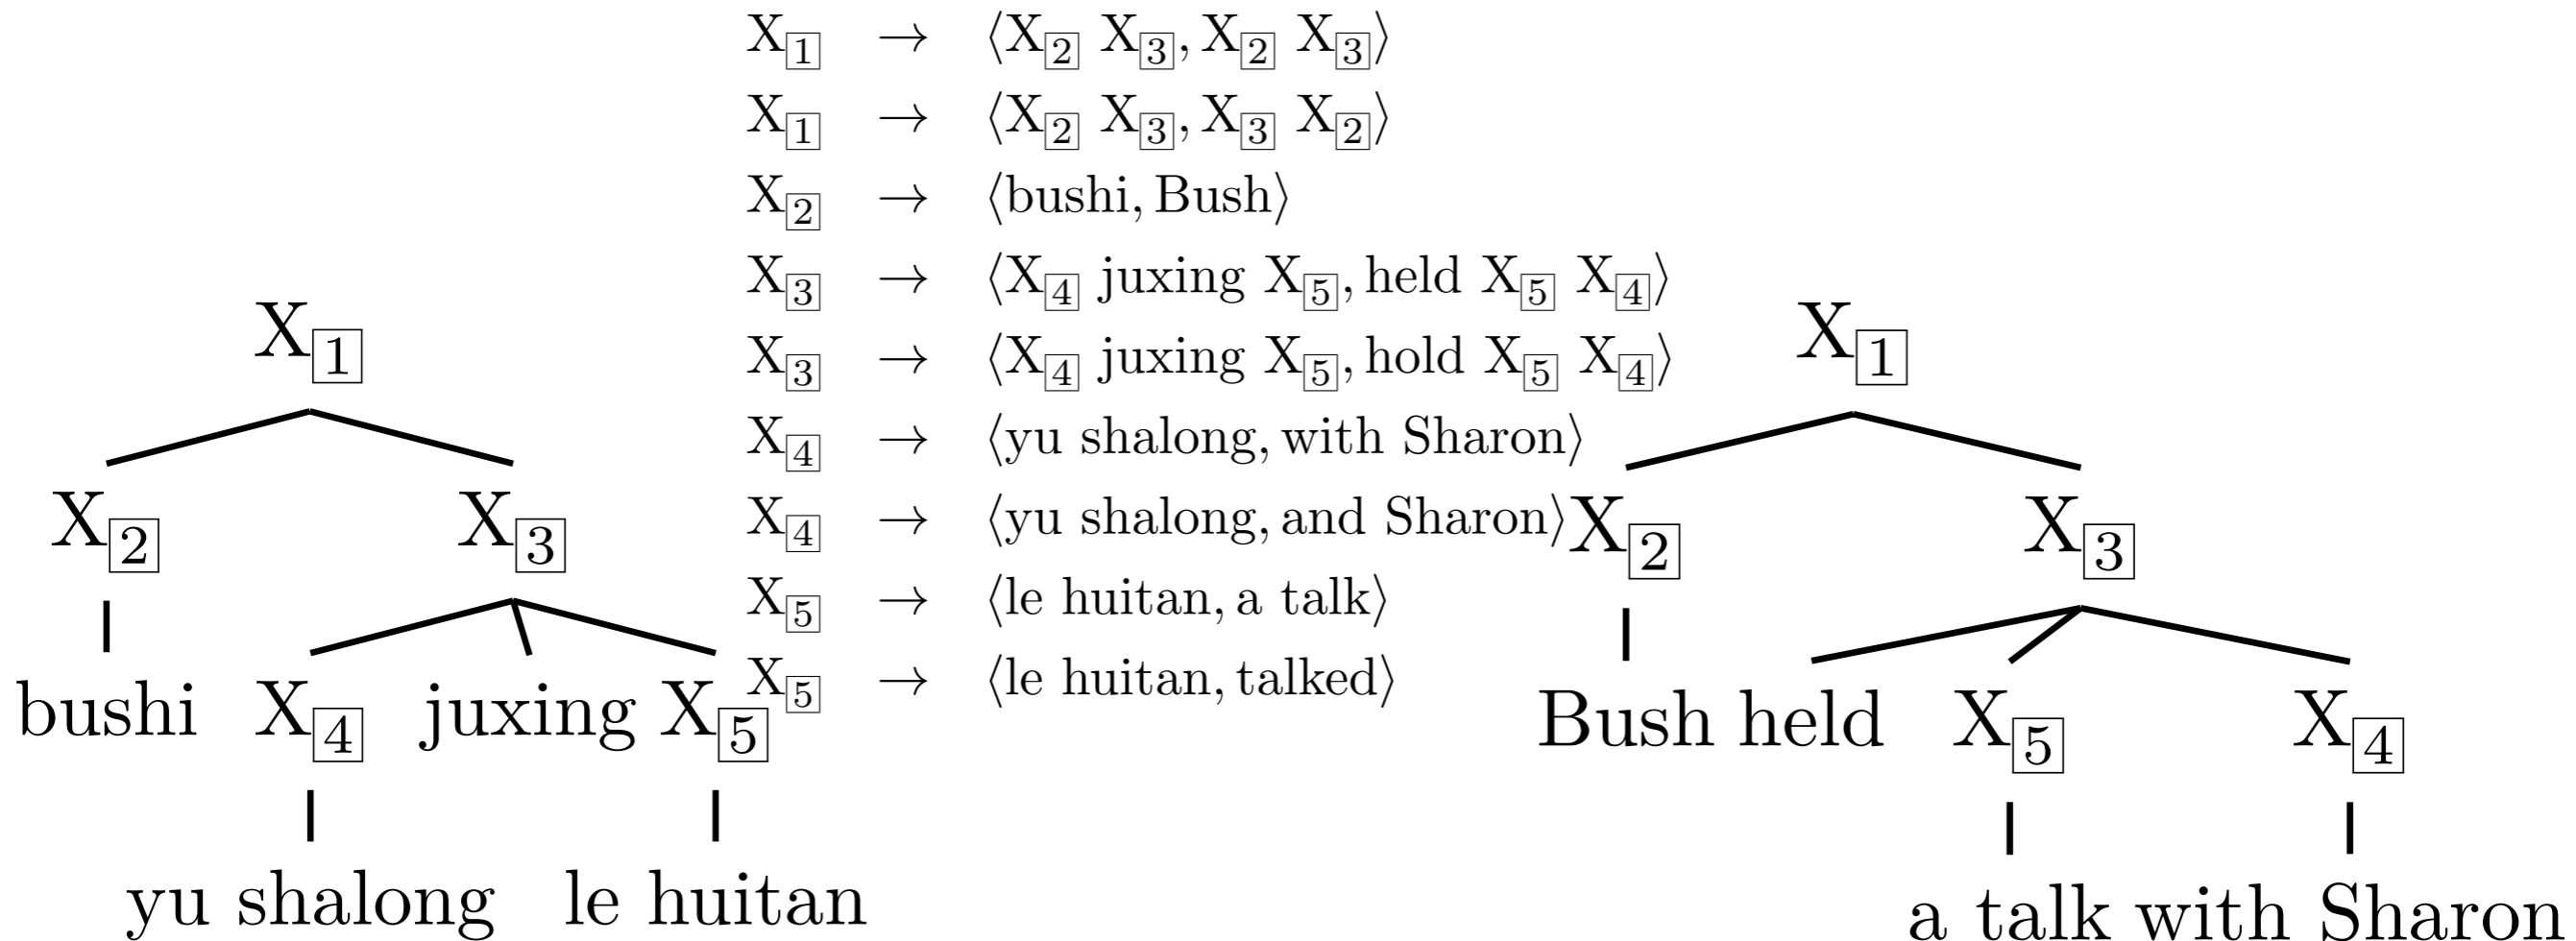 X1 → ⟨X2 X3, X2 X3⟩
X1 → ⟨X2 X3, X3 X2⟩
X2 → ⟨bushi, Bush⟩
X3 → ⟨X4 juxing X5, held X5 X4⟩
X3 → ⟨X4 juxing X5, hold X5 X4⟩
X4 → ⟨yu shalong, with Sharon⟩
X4 → ⟨yu shalong, and Sharon⟩
X5 → ⟨le huitan, a talk⟩
X5 → ⟨le huitan, talked⟩
X1
X2 X3
bushi X4 juxing X5
yu shalong le huitan
X1
X2 X3
Bush held X5 X4
a talk with Sharon